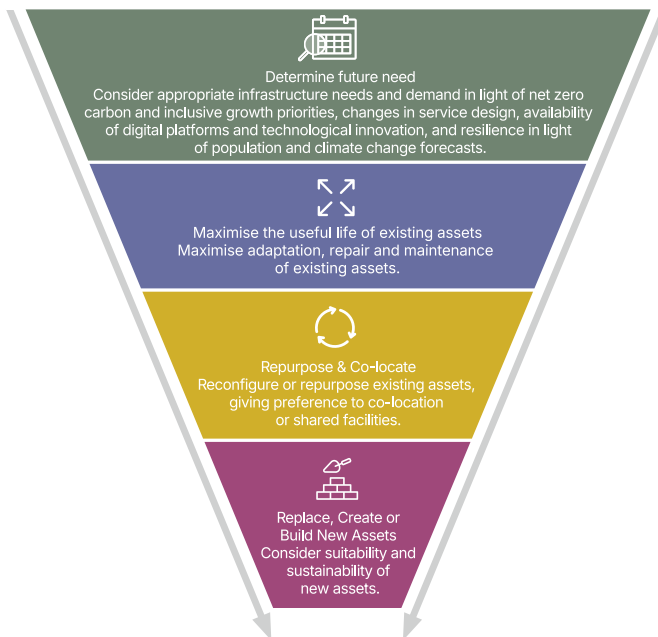 Determine future need
Consider appropriate infrastructure needs and demand in light of net zero
carbon and inclusive growth priorities, changes in service design, availability
of digital platforms and technological innovation, and resilience in light
of population and climate change forecasts.
Maximise the useful life of existing assets
Maximise adaptation, repair and maintenance
of existing assets.
Repurpose & Co-locate
Reconfigure or repurpose existing assets,
giving preference to co-location
or shared facilities.
Replace, Create or
Build New Assets
Consider suitability and
sustainability of
new assets.